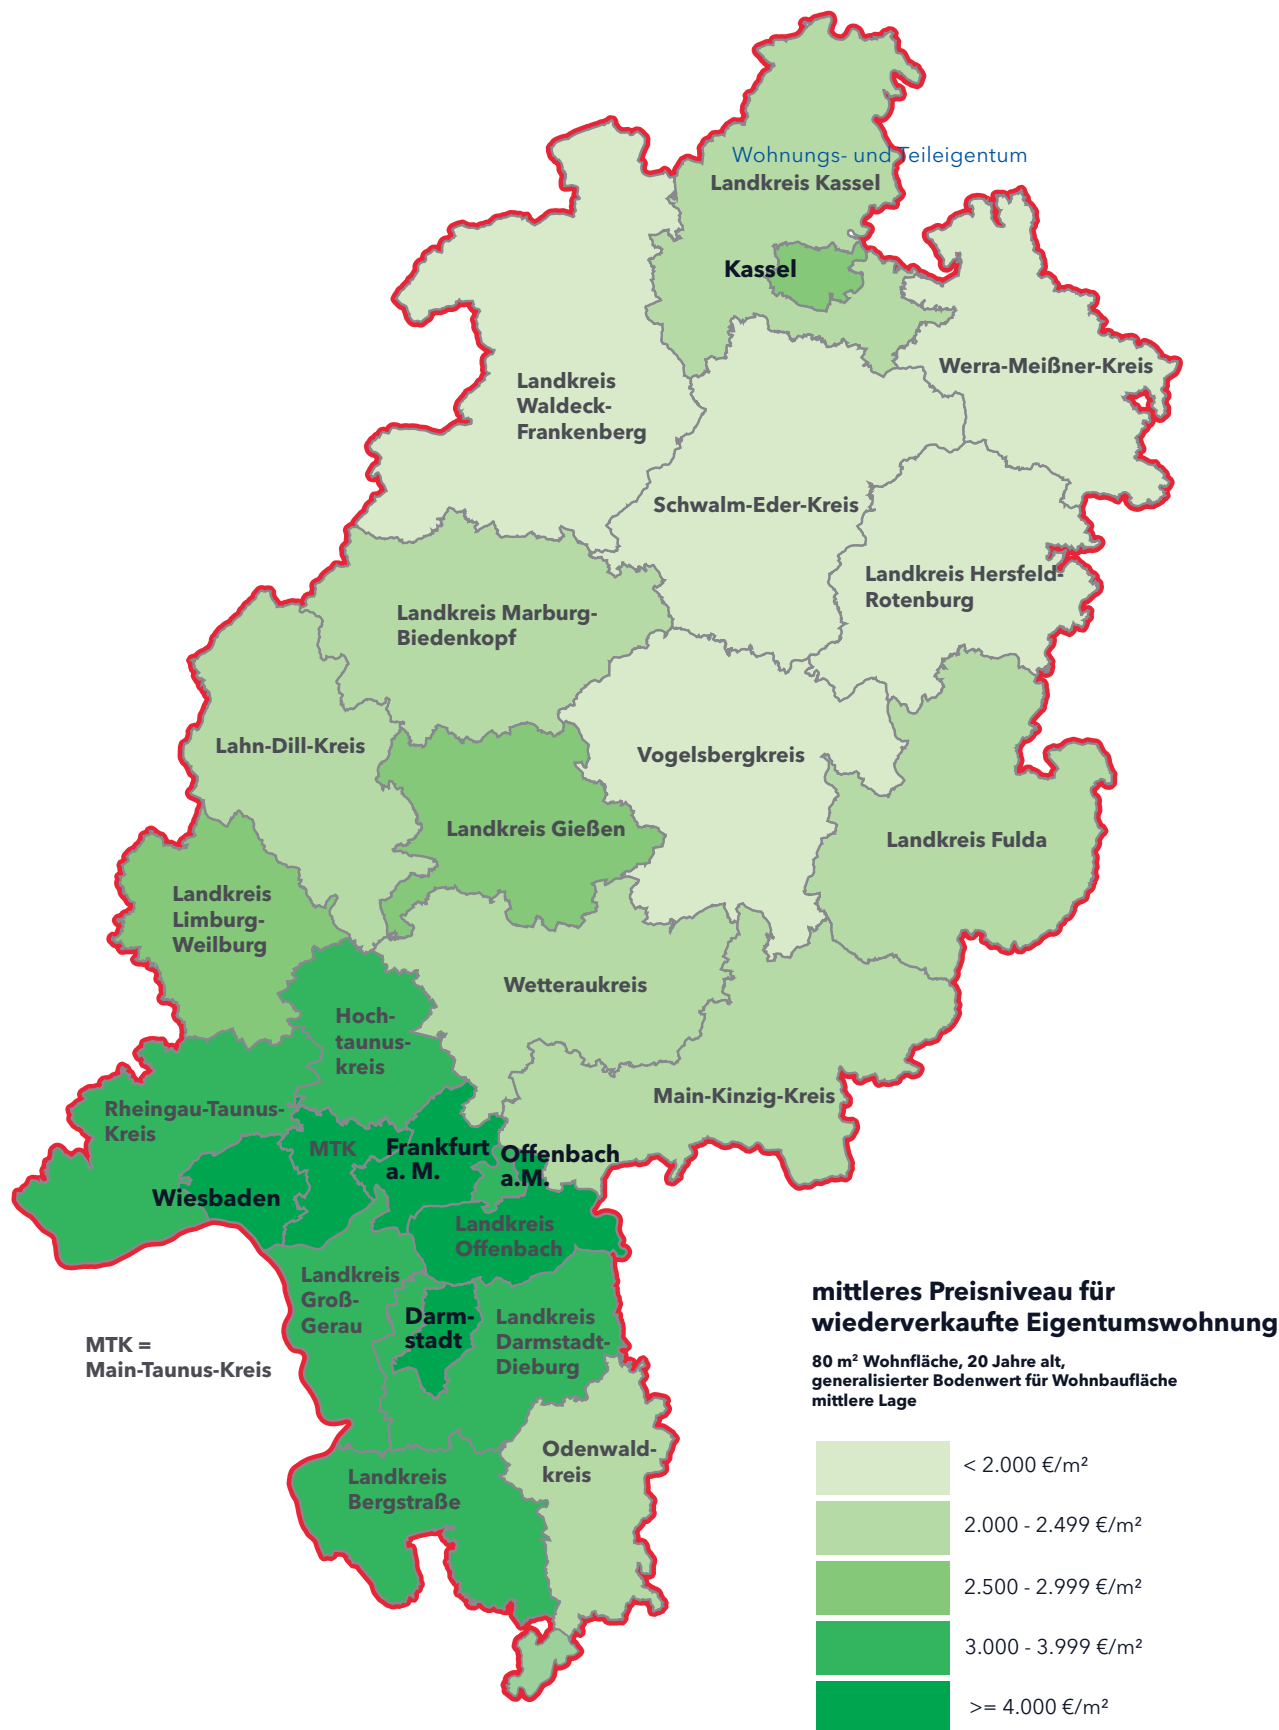 Wohnungs- und Teileigentum
Landkreis Kassel
Kassel
Werra-Meißner-Kreis
Landkreis
Waldeck-
Frankenberg
Schwalm-Eder-Kreis
Landkreis Hersfeld-
Rotenburg
Landkreis Marburg-
Biedenkopf
Lahn-Dill-Kreis
Vogelsbergkreis
Landkreis Gießen
Landkreis Fulda
Landkreis
Limburg-
Weilburg
Wetteraukreis
Hoch-
taunus-
kreis
Main-Kinzig-Kreis
Rheingau-Taunus-
Kreis
MTK
Frankfurt
a. M.
Offenbach
a.M.
Wiesbaden
Landkreis
Offenbach
Landkreis
Groß-
Gerau
Darm-
stadt
Landkreis
Darmstadt-
Dieburg
MTK =
Main-Taunus-Kreis
Odenwald-
kreis
Landkreis
Bergstraße
mittleres Preisniveau für
wiederverkaufte Eigentumswohnung
80 m² Wohnfläche, 20 Jahre alt,
generalisierter Bodenwert für Wohnbaufläche
mittlere Lage
< 2.000 €/m²
2.000 - 2.499 €/m²
2.500 - 2.999 €/m²
3.000 - 3.999 €/m²
>= 4.000 €/m²